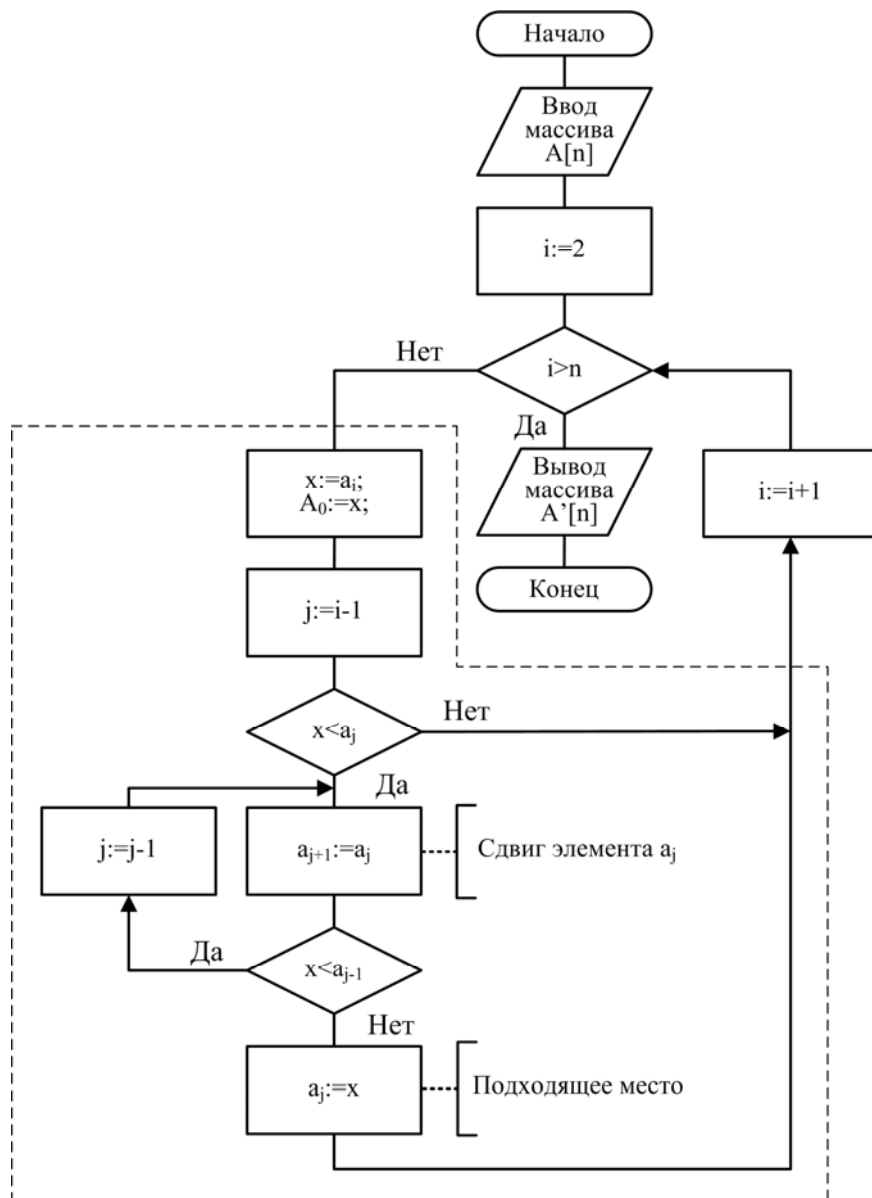 Начало
Ввод
массива
A[n]
i:=2
Нет
i>n
Да
x:=aᵢ;
A₀:=x;
Вывод
массива
A’[n]
i:=i+1
j:=i-1
Конец
x<aⱼ
Нет
Да
j:=j-1
aⱼ₊₁:=aⱼ
Сдвиг элемента aⱼ
Да
x<aⱼ₋₁
Нет
aⱼ:=x
Подходящее место